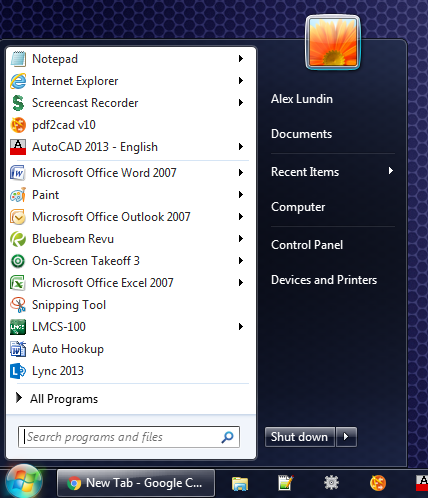 Notepad
Internet Explorer
Screencast Recorder
pdf2cad v10
AutoCAD 2013 - English
Microsoft Office Word 2007
Paint
Microsoft Office Outlook 2007
Bluebeam Revu
On-Screen Takeoff 3
Microsoft Office Excel 2007
Snipping Tool
LMCS-100
Auto Hookup
Lync 2013
All Programs
Search programs and files
Alex Lundin
Documents
Recent Items
Computer
Control Panel
Devices and Printers
Shut down
New Tab - Google C...